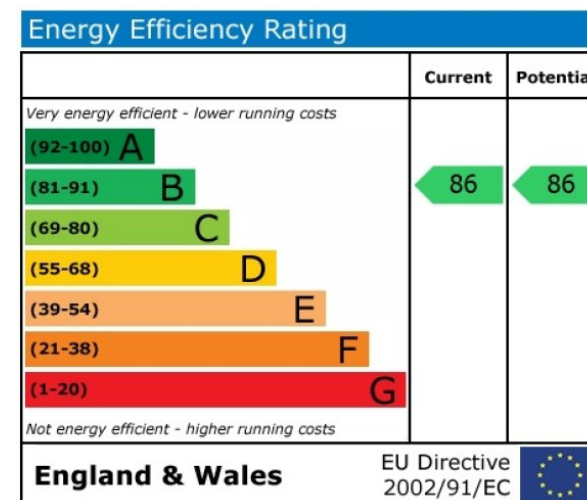 Energy Efficiency Rating
Current Potentia
Very energy efficient - lower running costs
(92-100) A
(81-91) B 86 86
(69-80) C
(55-68) D
(39-54) E
(21-38) F
(1-20) G
Not energy efficient - higher running costs
England & Wales
EU Directive
2002/91/EC